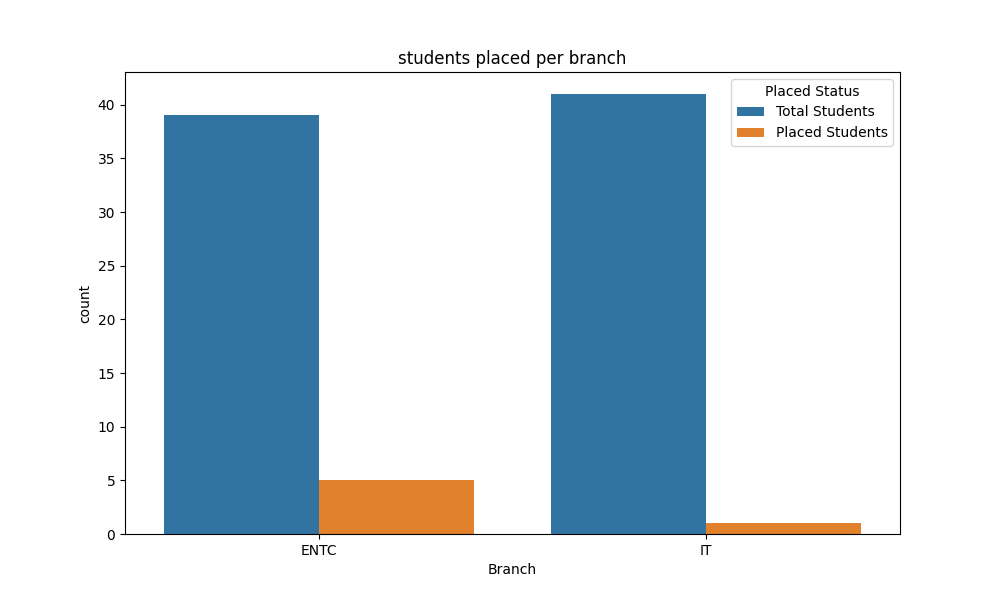 students placed per branch
Placed Status
Total Students
Placed Students
count
40
35
30
25
20
15
10
5
0
ENTC
IT
Branch